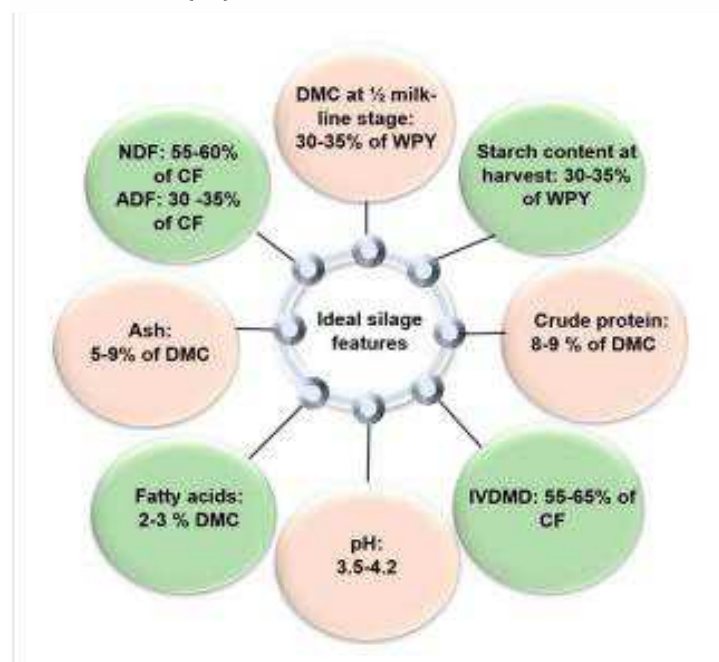 DMC at ½ milk-
line stage:
30-35% of WPY
NDF: 55-60%
of CF
ADF: 30 -35%
of CF
Starch content at
harvest: 30-35%
of WPY
Ideal silage
features
Ash:
5-9% of DMC
Crude protein:
8-9 % of DMC
Fatty acids:
2-3 % DMC
IVDMD: 55-65% of
CF
pH:
3.5-4.2